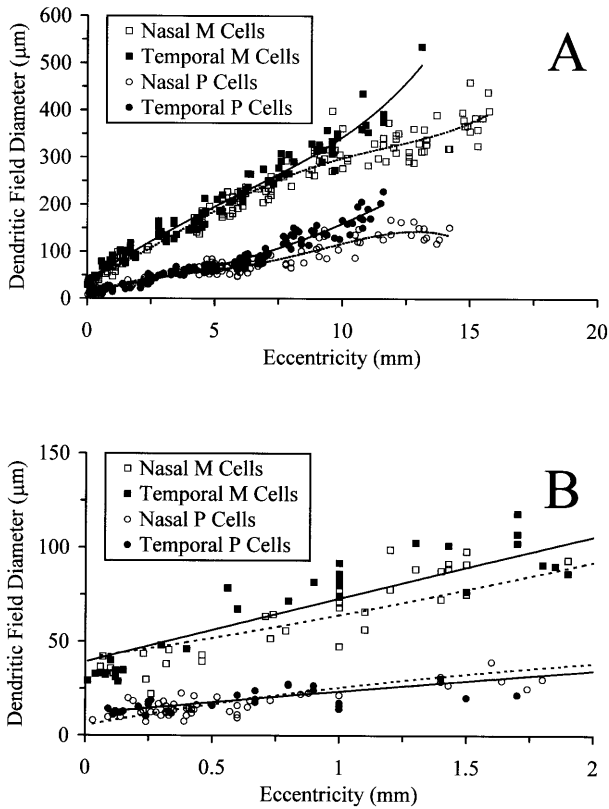 A
Nasal M Cells
Temporal M Cells
Nasal P Cells
Temporal P Cells
Dendritic Field Diameter (µm)
600
500
400
300
200
100
0
0
5
10
15
20
Eccentricity (mm)
B
Nasal M Cells
Temporal M Cells
Nasal P Cells
Temporal P Cells
Dendritic Field Diameter (µm)
150
100
50
0
0
0.5
1
1.5
2
Eccentricity (mm)